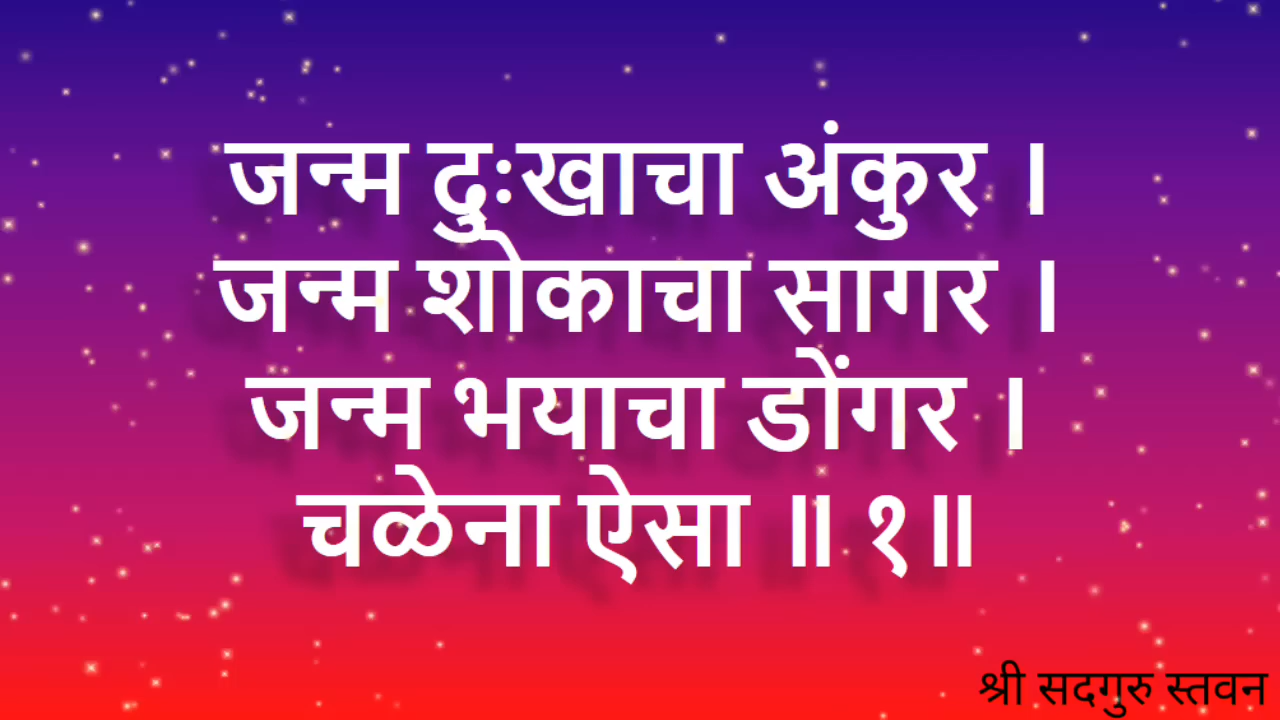 जन्म दुःखाचा अंकुर ।
जन्म शोकाचा सागर ।
जन्म भयाचा डोंगर ।
चळेना ऐसा ॥ १॥
श्री सदगुरु स्तवन